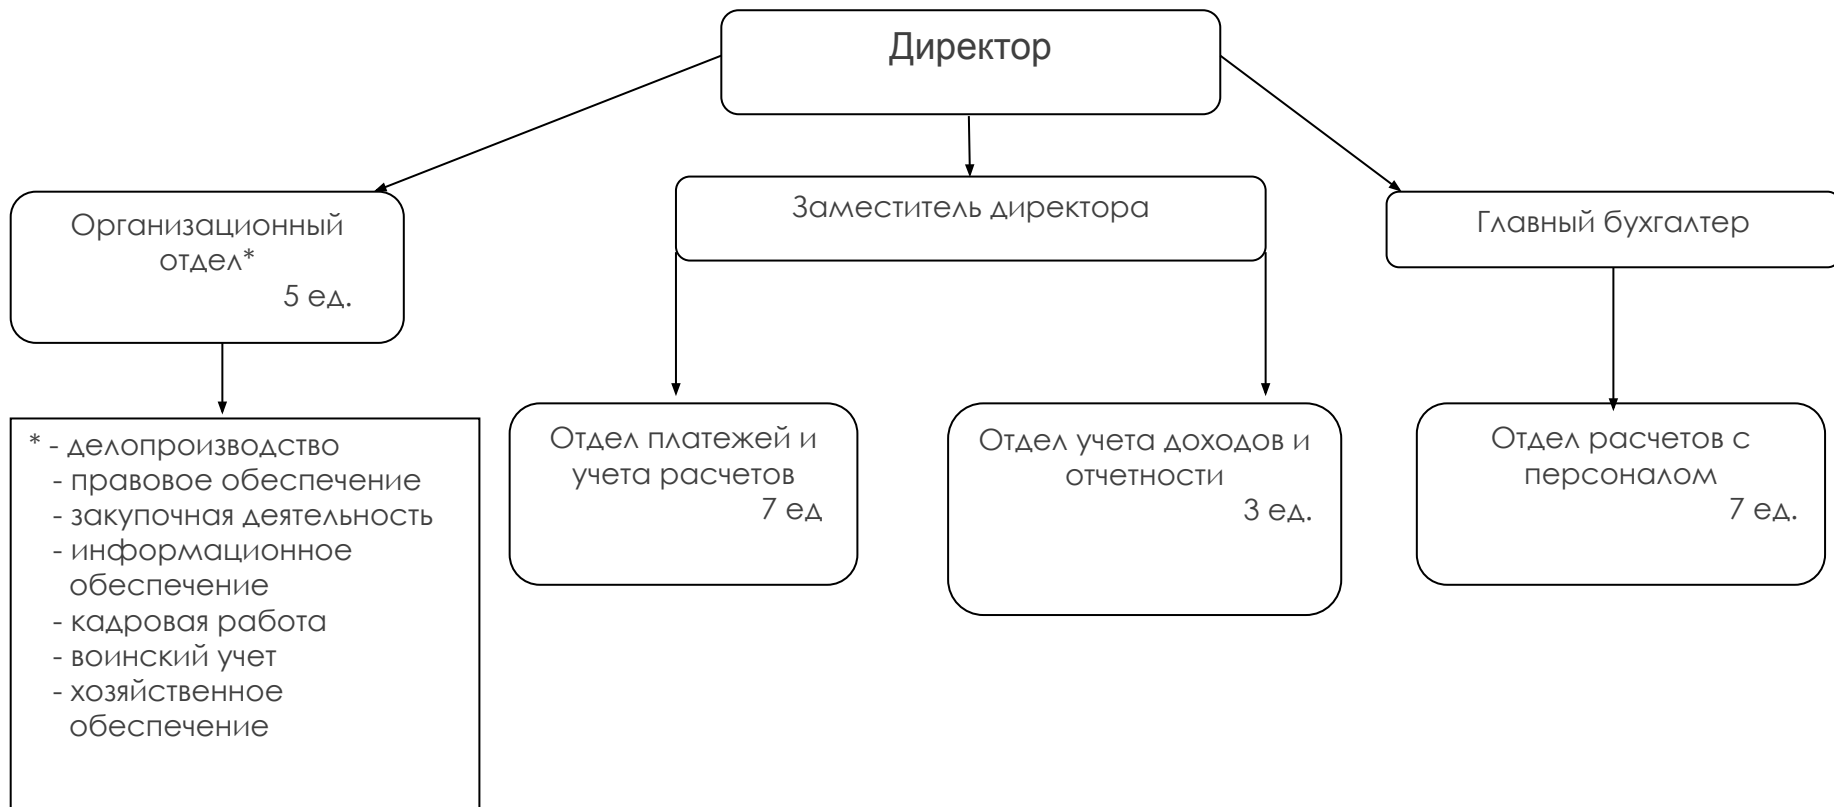 Директор
Организационный
отдел*
5 ед.
Заместитель директора
Главный бухгалтер
* - делопроизводство
- правовое обеспечение
- закупочная деятельность
- информационное
обеспечение
- кадровая работа
- воинский учет
- хозяйственное
обеспечение
Отдел платежей и
учета расчетов
7 ед
Отдел учета доходов и
отчетности
3 ед.
Отдел расчетов с
персоналом
7 ед.